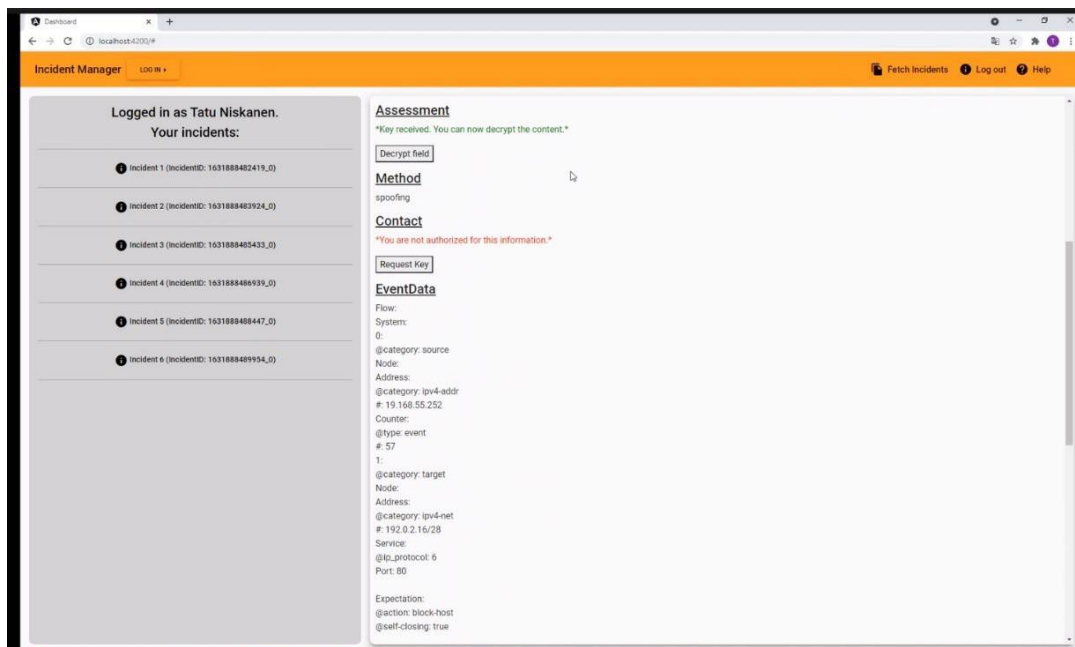 Dashboard
localhost:4200/#
Incident Manager LOG IN Fetch Incidents Log out Help
Logged in as Tatu Niskanen.
Your incidents:
Incident 1 (IncidentID: 1631888482419_0)
Incident 2 (IncidentID: 1631888483924_0)
Incident 3 (IncidentID: 1631888485433_0)
Incident 4 (IncidentID: 1631888486939_0)
Incident 5 (IncidentID: 1631888488447_0)
Incident 6 (IncidentID: 1631888489954_0)
Assessment
*Key received. You can now decrypt the content.*
Decrypt field
Method
spoofing
Contact
*You are not authorized for this information.*
Request Key
EventData
Flow:
System:
0:
@category: source
Node:
Address:
@category: ipv4-addr
#: 19.168.55.252
Counter:
@type: event
#: 57
1:
@category: target
Node:
Address:
@category: ipv4-net
#: 192.0.2.16/28
Service:
@ip_protocol: 6
Port: 80
Expectation:
@action: block-host
@self-closing: true